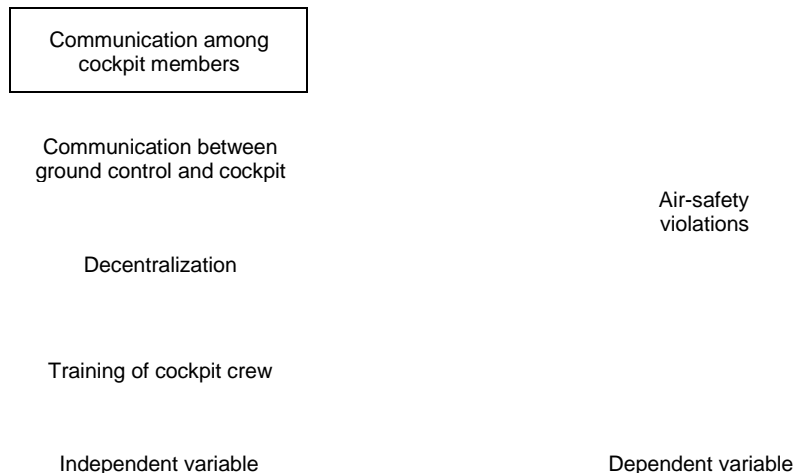 Communication among
cockpit members
Communication between
ground control and cockpit
Air-safety
violations
Decentralization
Training of cockpit crew
Independent variable
Dependent variable